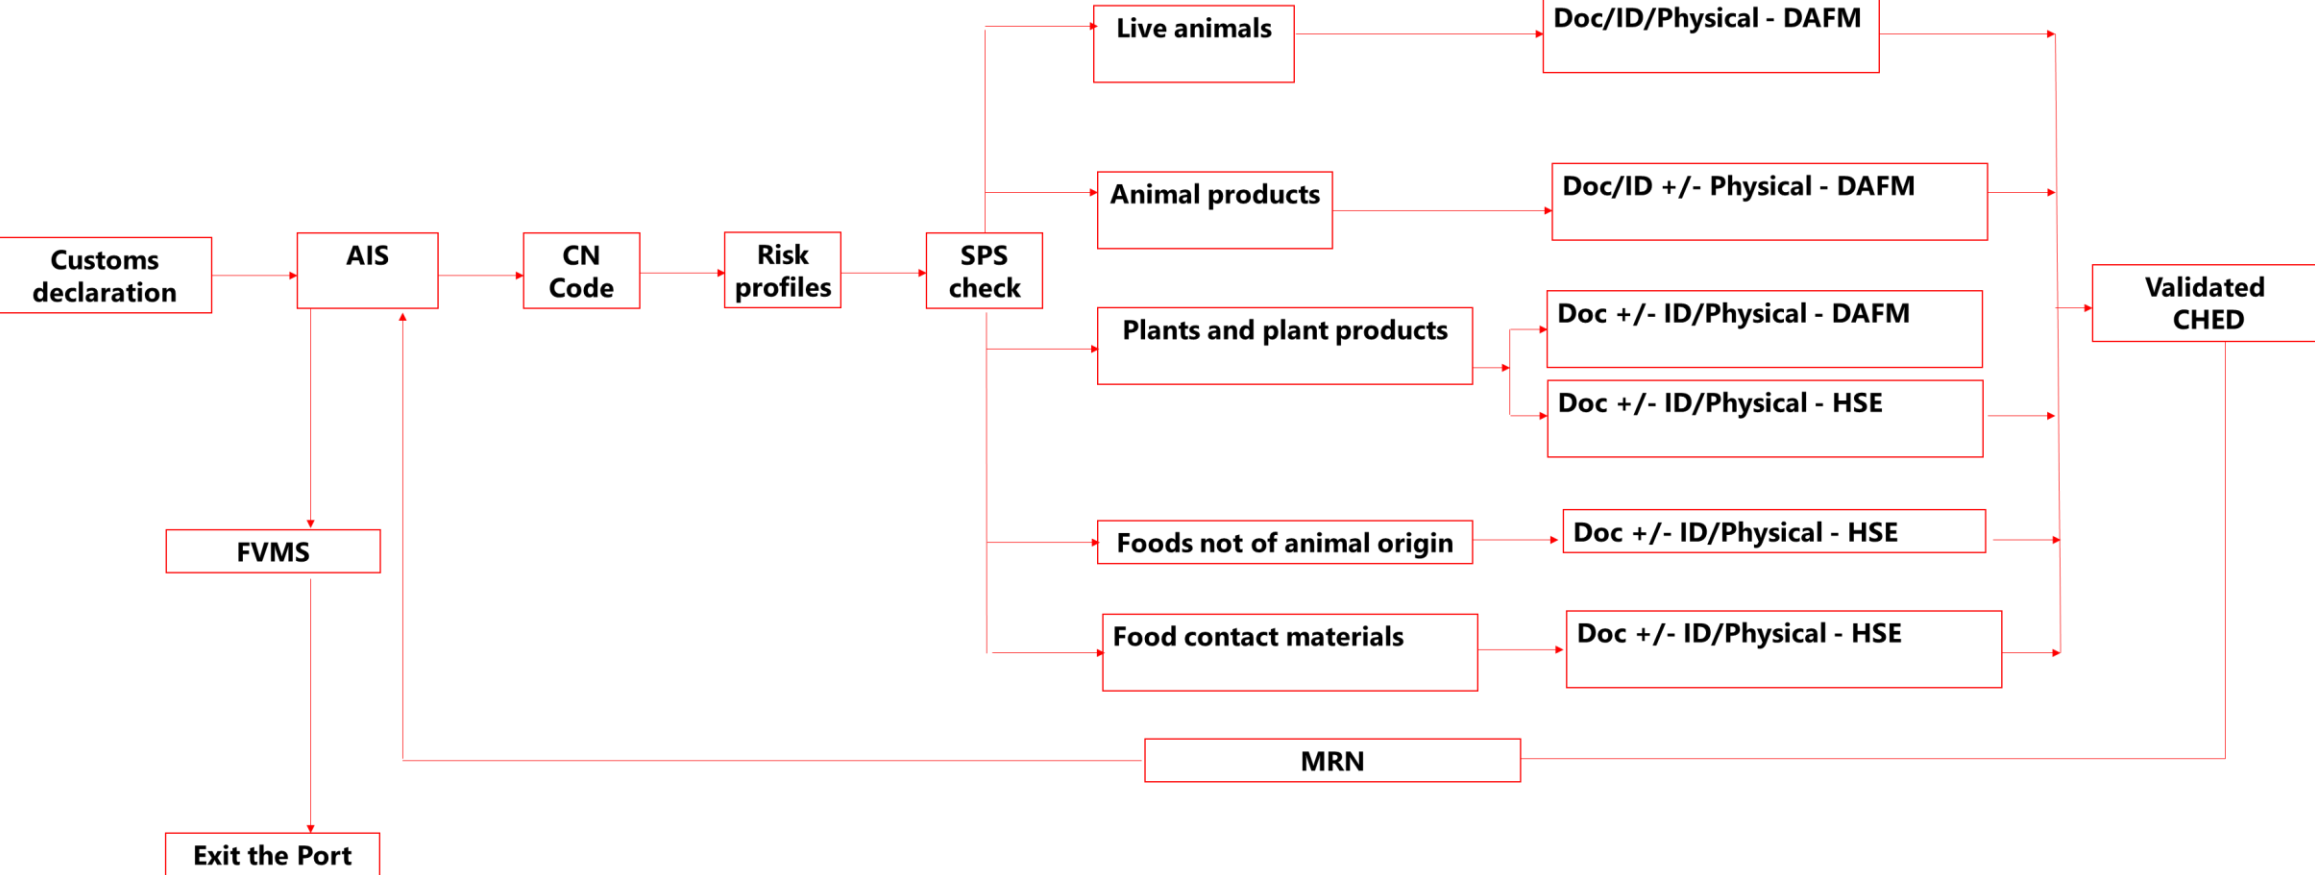 Live animals
Doc/ID/Physical - DAFM
Animal products
Doc/ID +/- Physical - DAFM
Customs
declaration
AIS
CN
Code
Risk
profiles
SPS
check
Plants and plant products
Doc +/- ID/Physical - DAFM
Doc +/- ID/Physical - HSE
Validated
CHED
Foods not of animal origin
Doc +/- ID/Physical - HSE
FVMS
Food contact materials
Doc +/- ID/Physical - HSE
MRN
Exit the Port